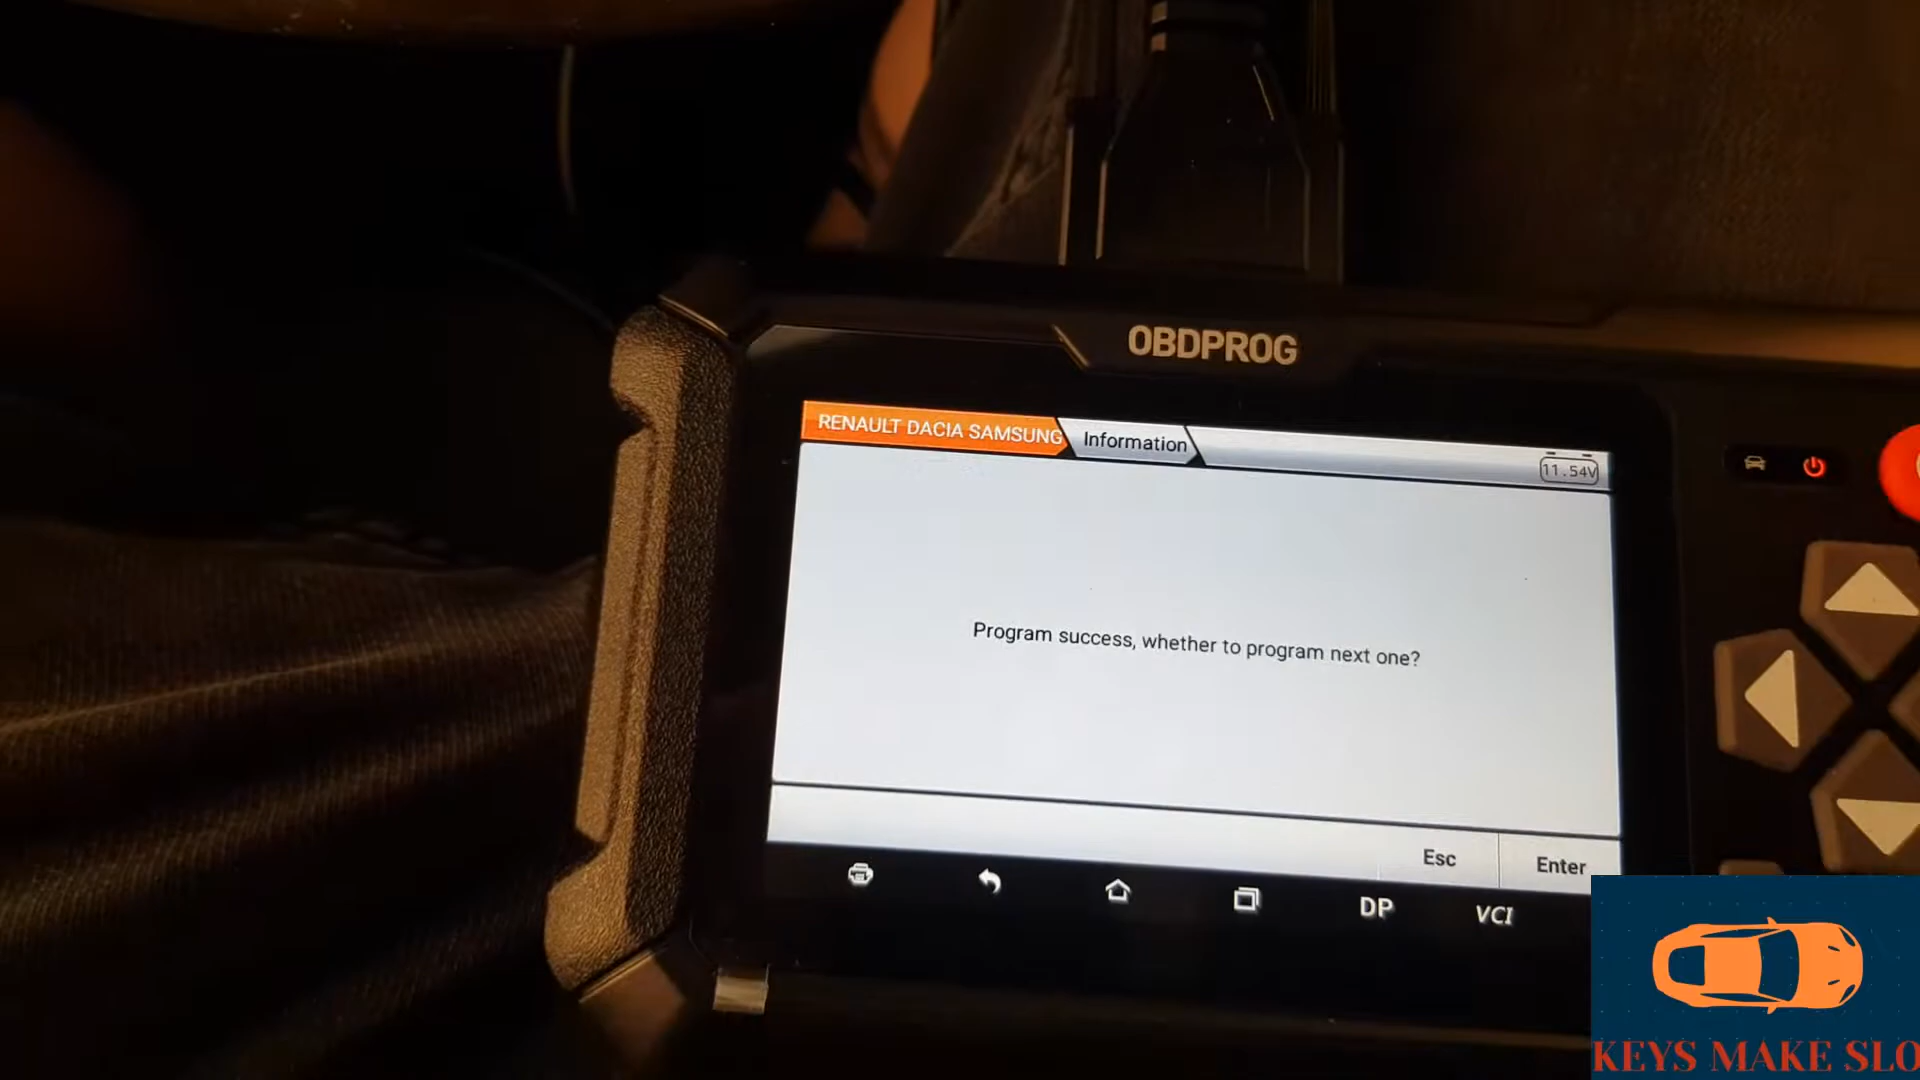 OBDPROG
RENAULT DACIA SAMSUNG
Information
11.54V
Program success, whether to program next one?
Esc
Enter
DP
VCI
KEYS MAKE SLO